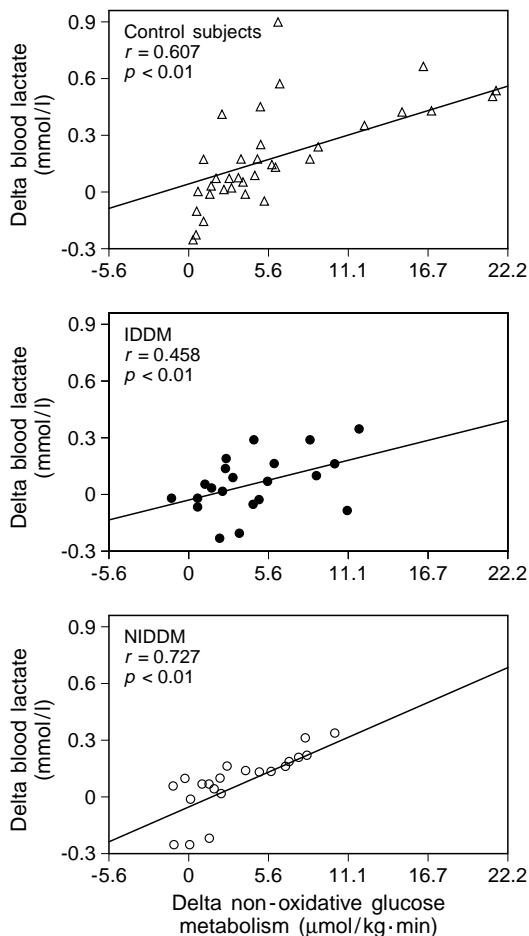 Control subjects
r = 0.607
p < 0.01
Delta blood lactate
(mmol/l)
0.9
0.6
0.3
0
-0.3
-5.6 0 5.6 11.1 16.7 22.2
IDDM
r = 0.458
p < 0.01
Delta blood lactate
(mmol/l)
0.9
0.6
0.3
0
-0.3
-5.6 0 5.6 11.1 16.7 22.2
NIDDM
r = 0.727
p < 0.01
Delta blood lactate
(mmol/l)
0.9
0.6
0.3
0
-0.3
-5.6 0 5.6 11.1 16.7 22.2
Delta non-oxidative glucose
metabolism (μmol/kg·min)